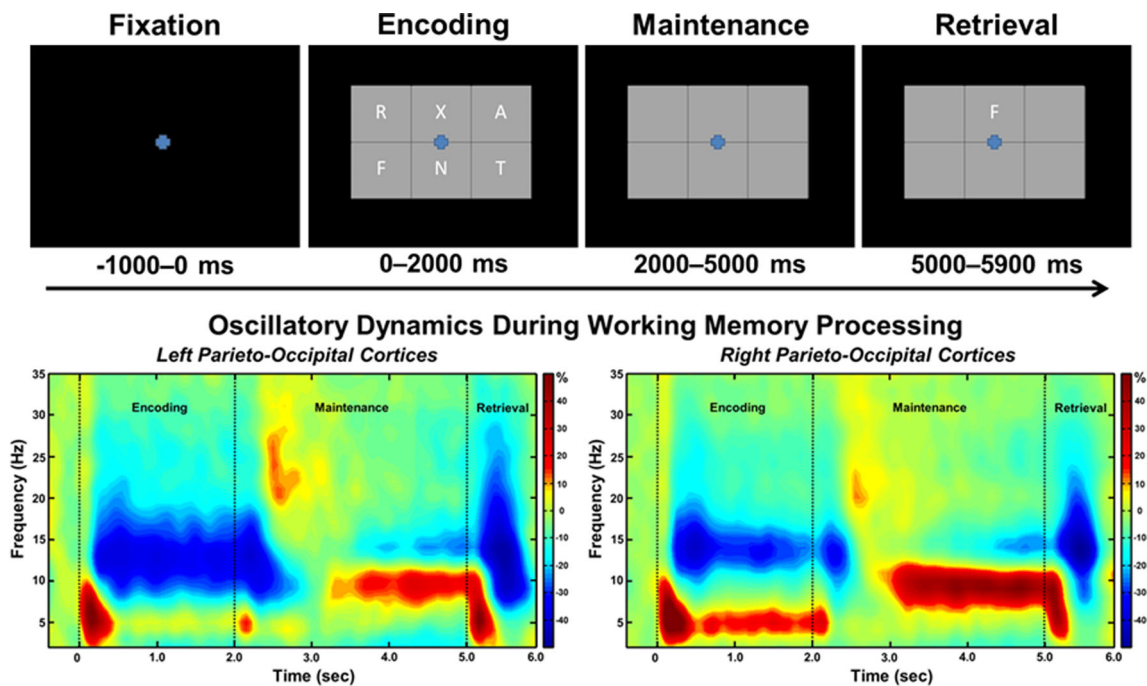 Fixation Encoding Maintenance Retrieval
R X A
F N T
F
-1000–0 ms 0–2000 ms 2000–5000 ms 5000–5900 ms
Oscillatory Dynamics During Working Memory Processing
Left Parieto-Occipital Cortices
Frequency (Hz)
35
30
25
20
15
10
5
Encoding Maintenance Retrieval
0 1.0 2.0 3.0 4.0 5.0 6.0
Time (sec)
%
40
30
20
10
0
-10
-20
-30
-40
Right Parieto-Occipital Cortices
Frequency (Hz)
35
30
25
20
15
10
5
Encoding Maintenance Retrieval
0 1.0 2.0 3.0 4.0 5.0 6.0
Time (sec)
%
40
30
20
10
0
-10
-20
-30
-40